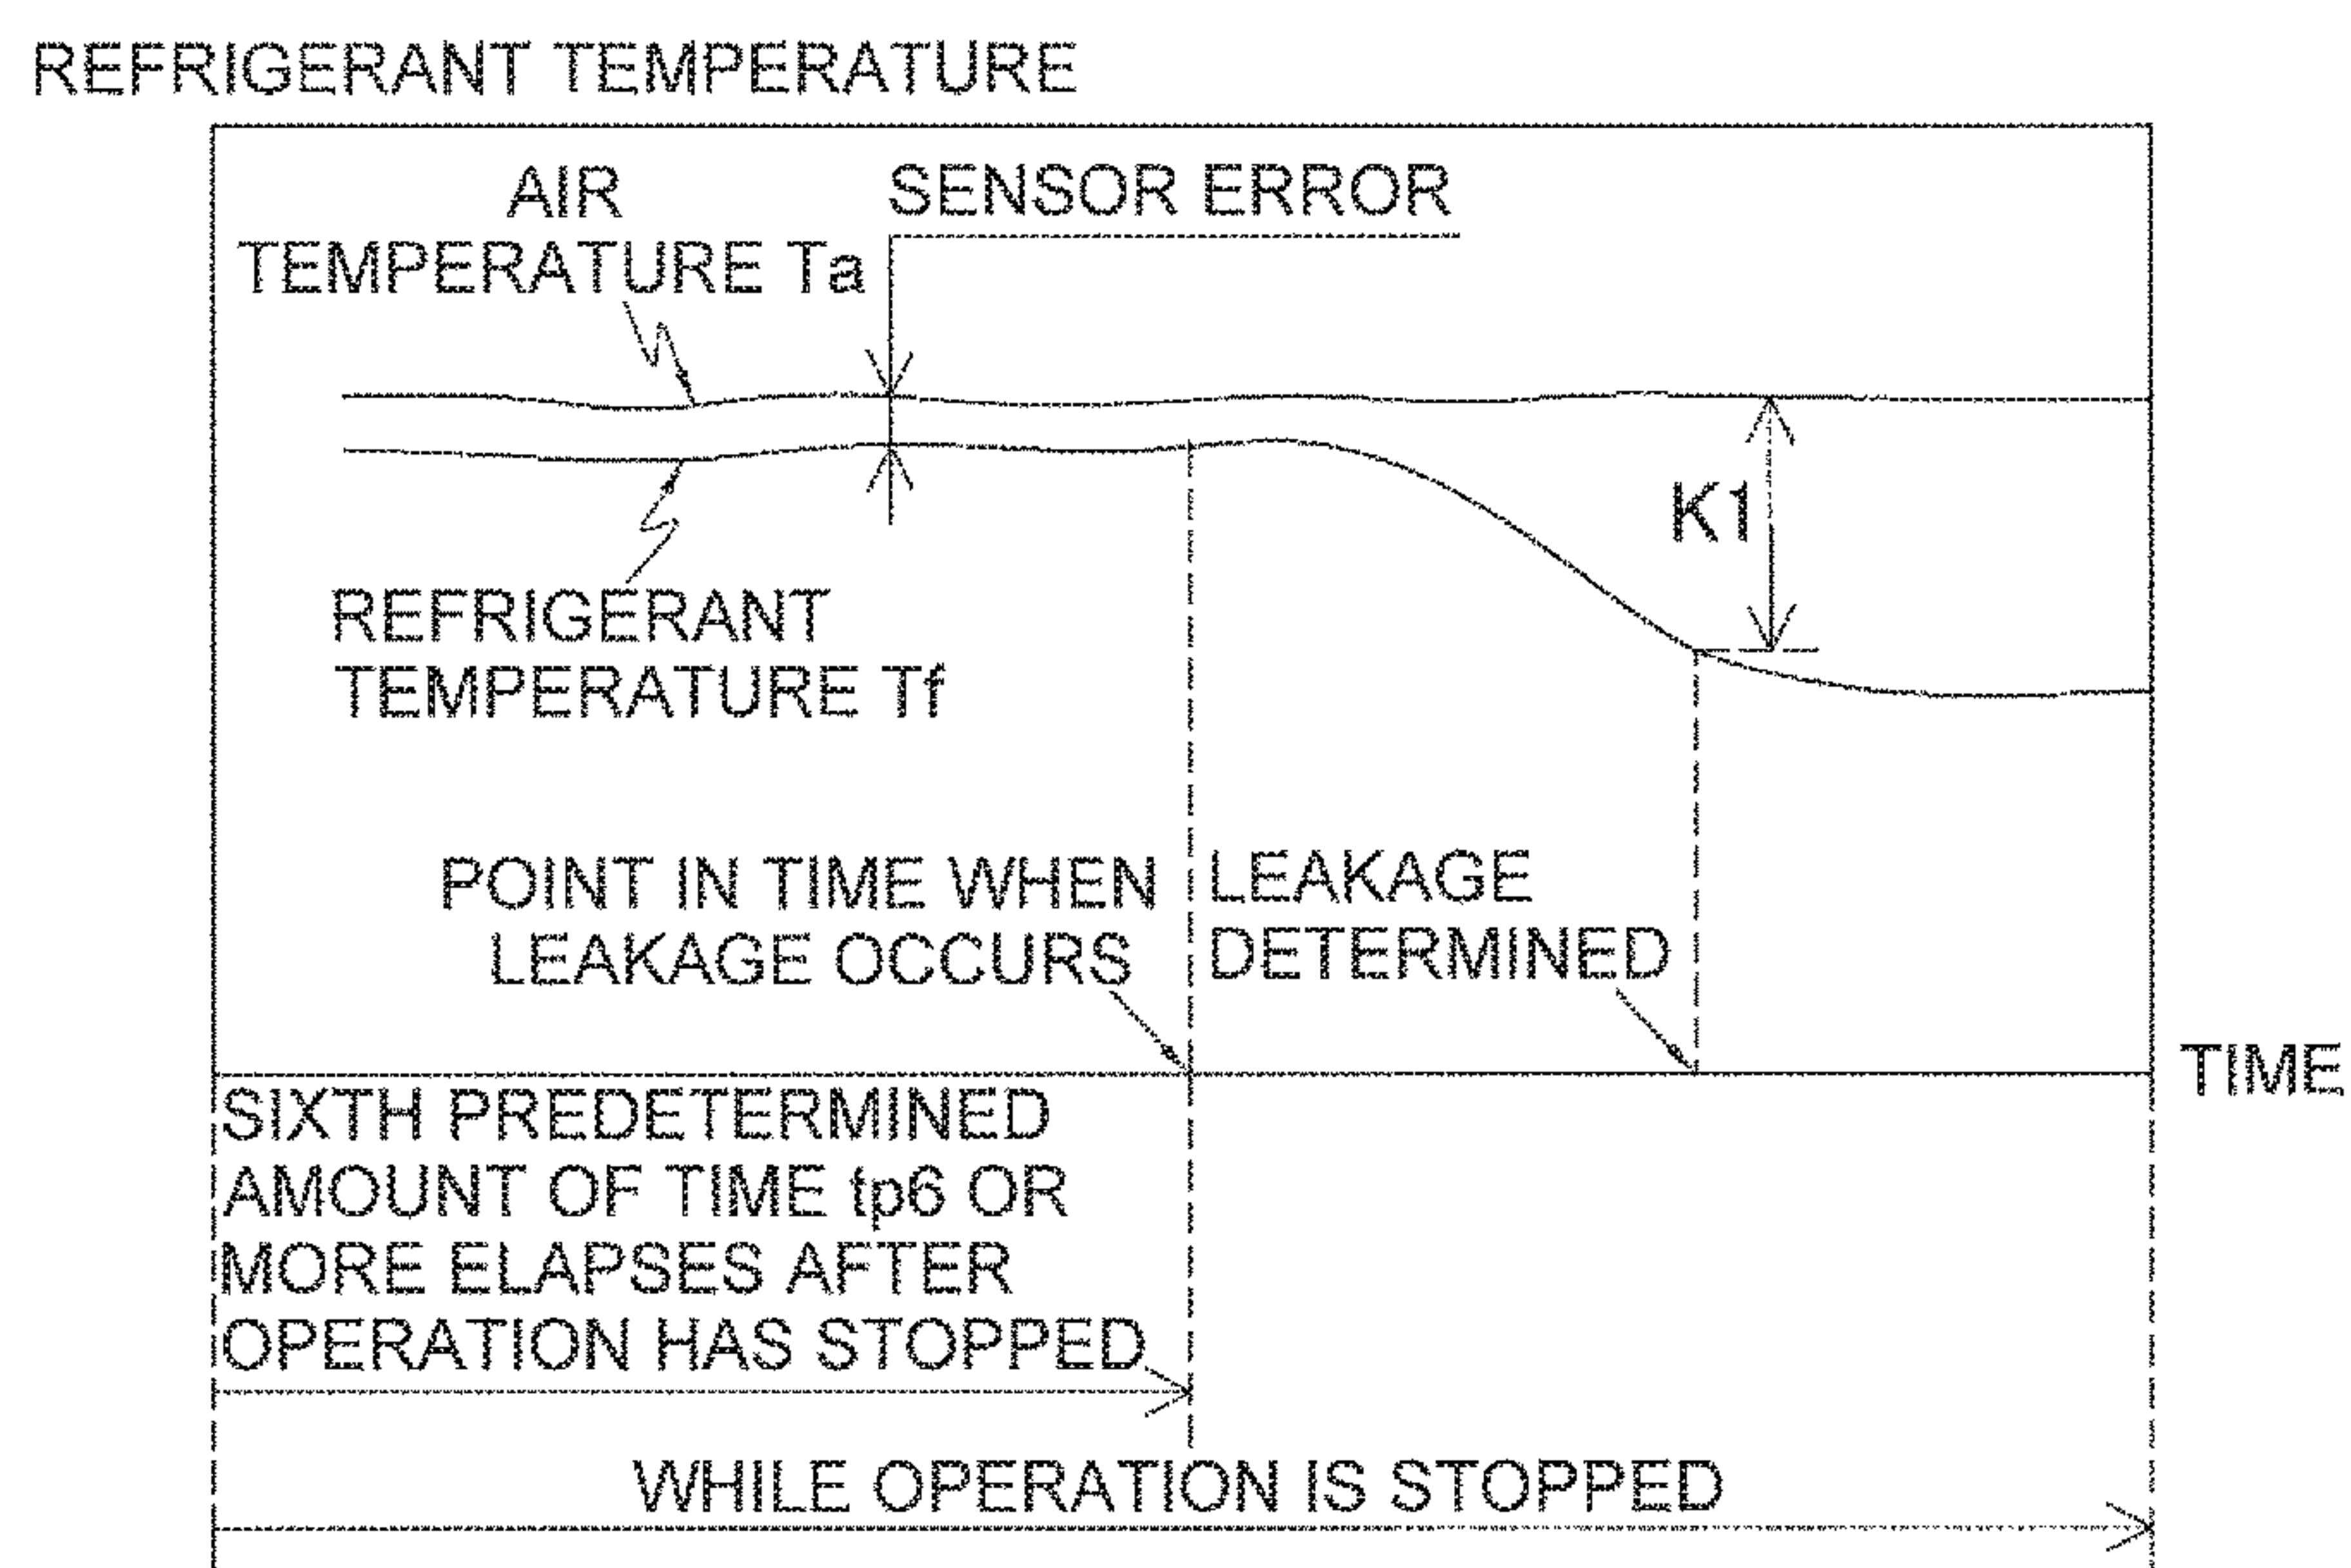 REFRIGERANT TEMPERATURE
AIR
TEMPERATURE Ta
SENSOR ERROR
K1
REFRIGERANT
TEMPERATURE Tf
POINT IN TIME WHEN
LEAKAGE OCCURS
LEAKAGE
DETERMINED
TIME
SIXTH PREDETERMINED
AMOUNT OF TIME tp6 OR
MORE ELAPSES AFTER
OPERATION HAS STOPPED
WHILE OPERATION IS STOPPED